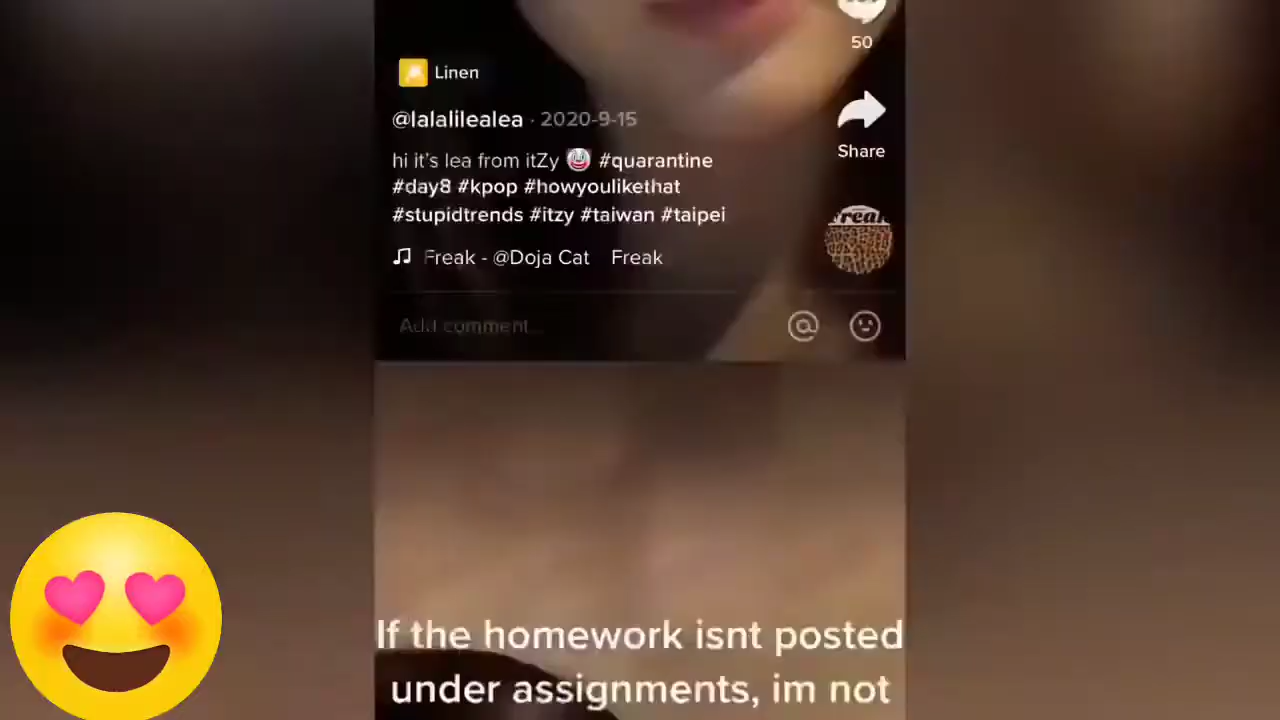 50
Linen
@lalalilealea · 2020-9-15
Share
hi it's lea from itZy 🤡 #quarantine
#day8 #kpop #howyoulikethat
#stupidtrends #itzy #taiwan #taipei
Freak - @Doja Cat Freak
Add comment...
If the homework isnt posted
under assignments, im not